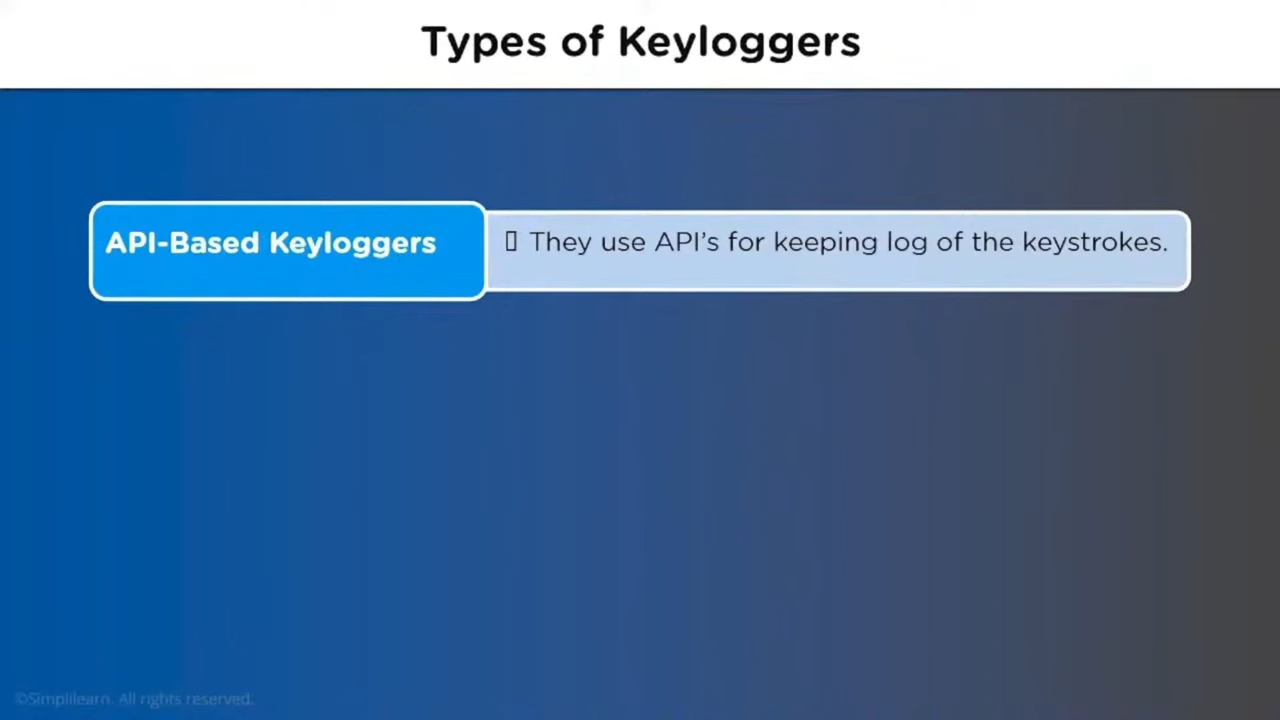 Types of Keyloggers
API-Based Keyloggers
They use API's for keeping log of the keystrokes.
©Simplilearn. All rights reserved.